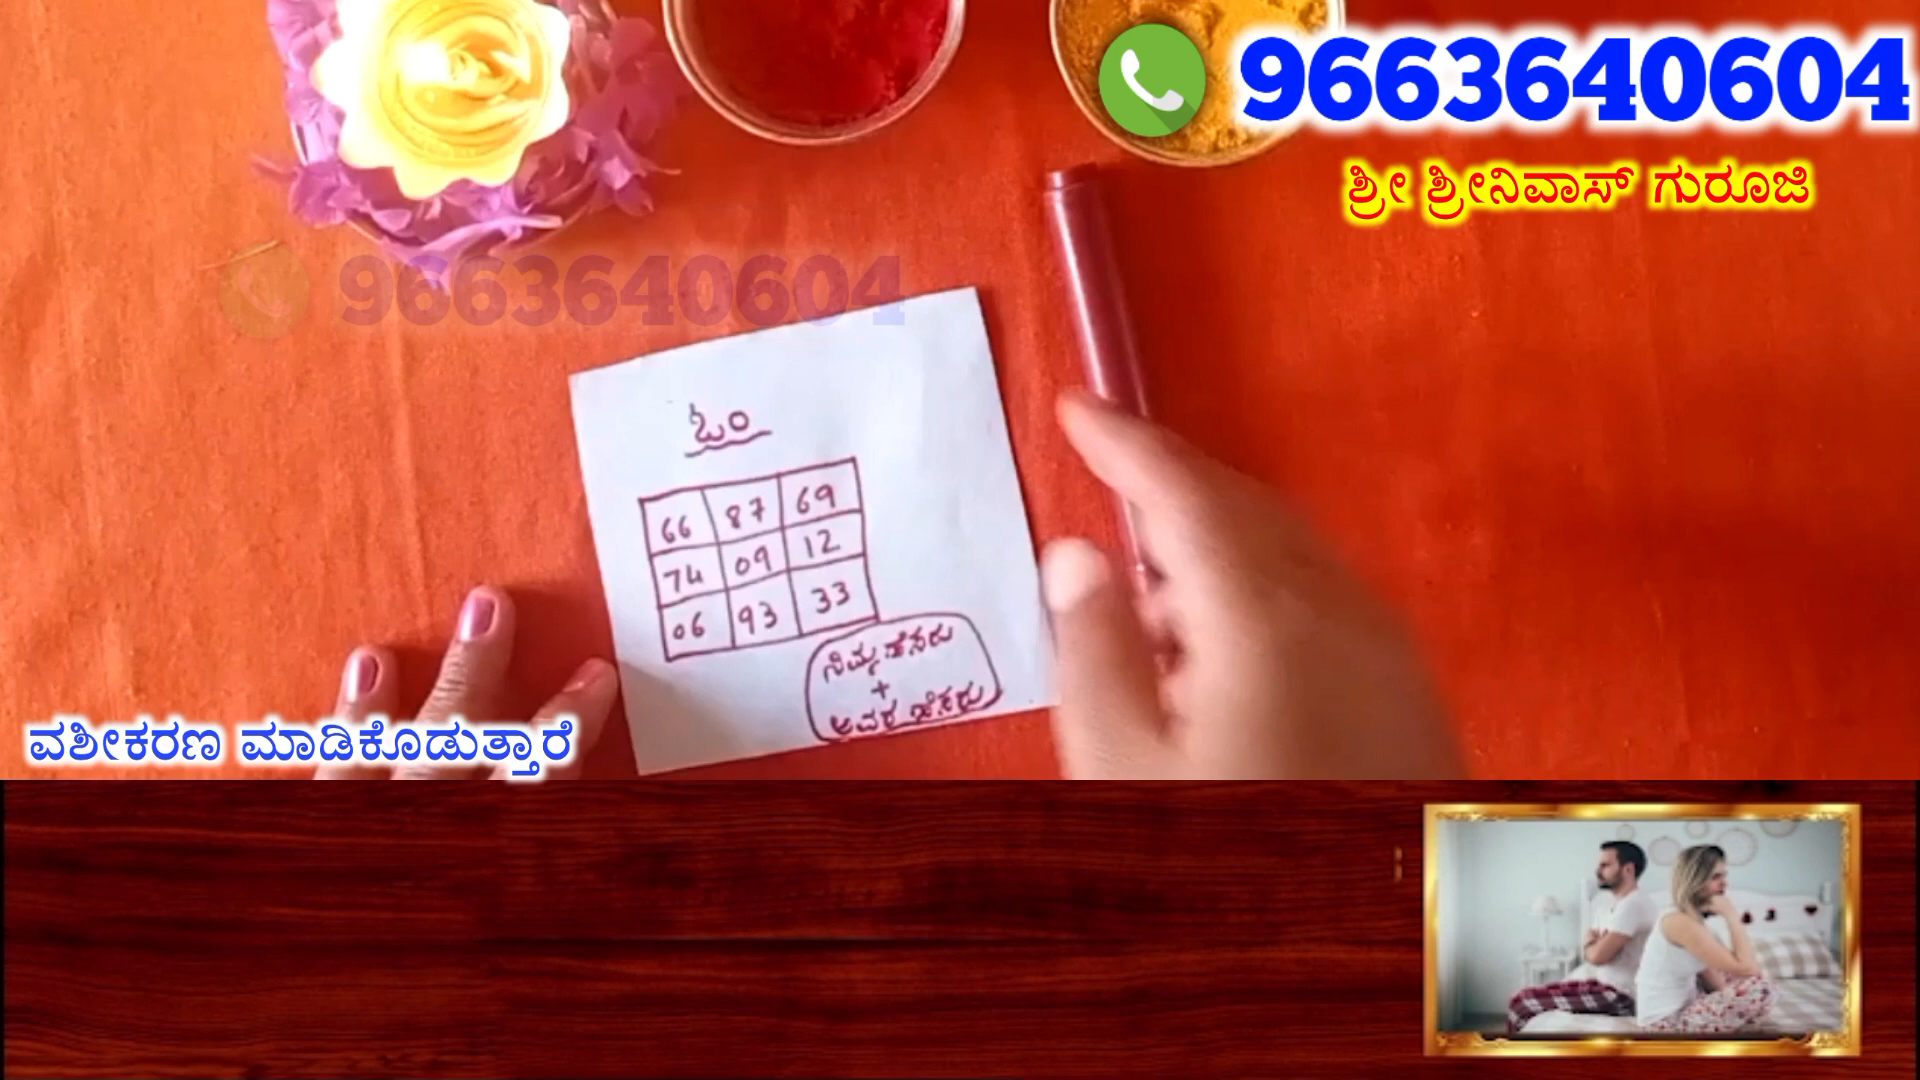 9663640604
ಶ್ರೀ ಶ್ರೀನಿವಾಸ್ ಗುರೂಜಿ
9663640604
ಓಂ
66 87 69
74 09 12
06 93 33
ನಿಮ್ಮ ಹೆಸರು
+
ಅವರ ಹೆಸರು
ವಶೀಕರಣ ಮಾಡಿಕೊಡುತ್ತಾರೆ